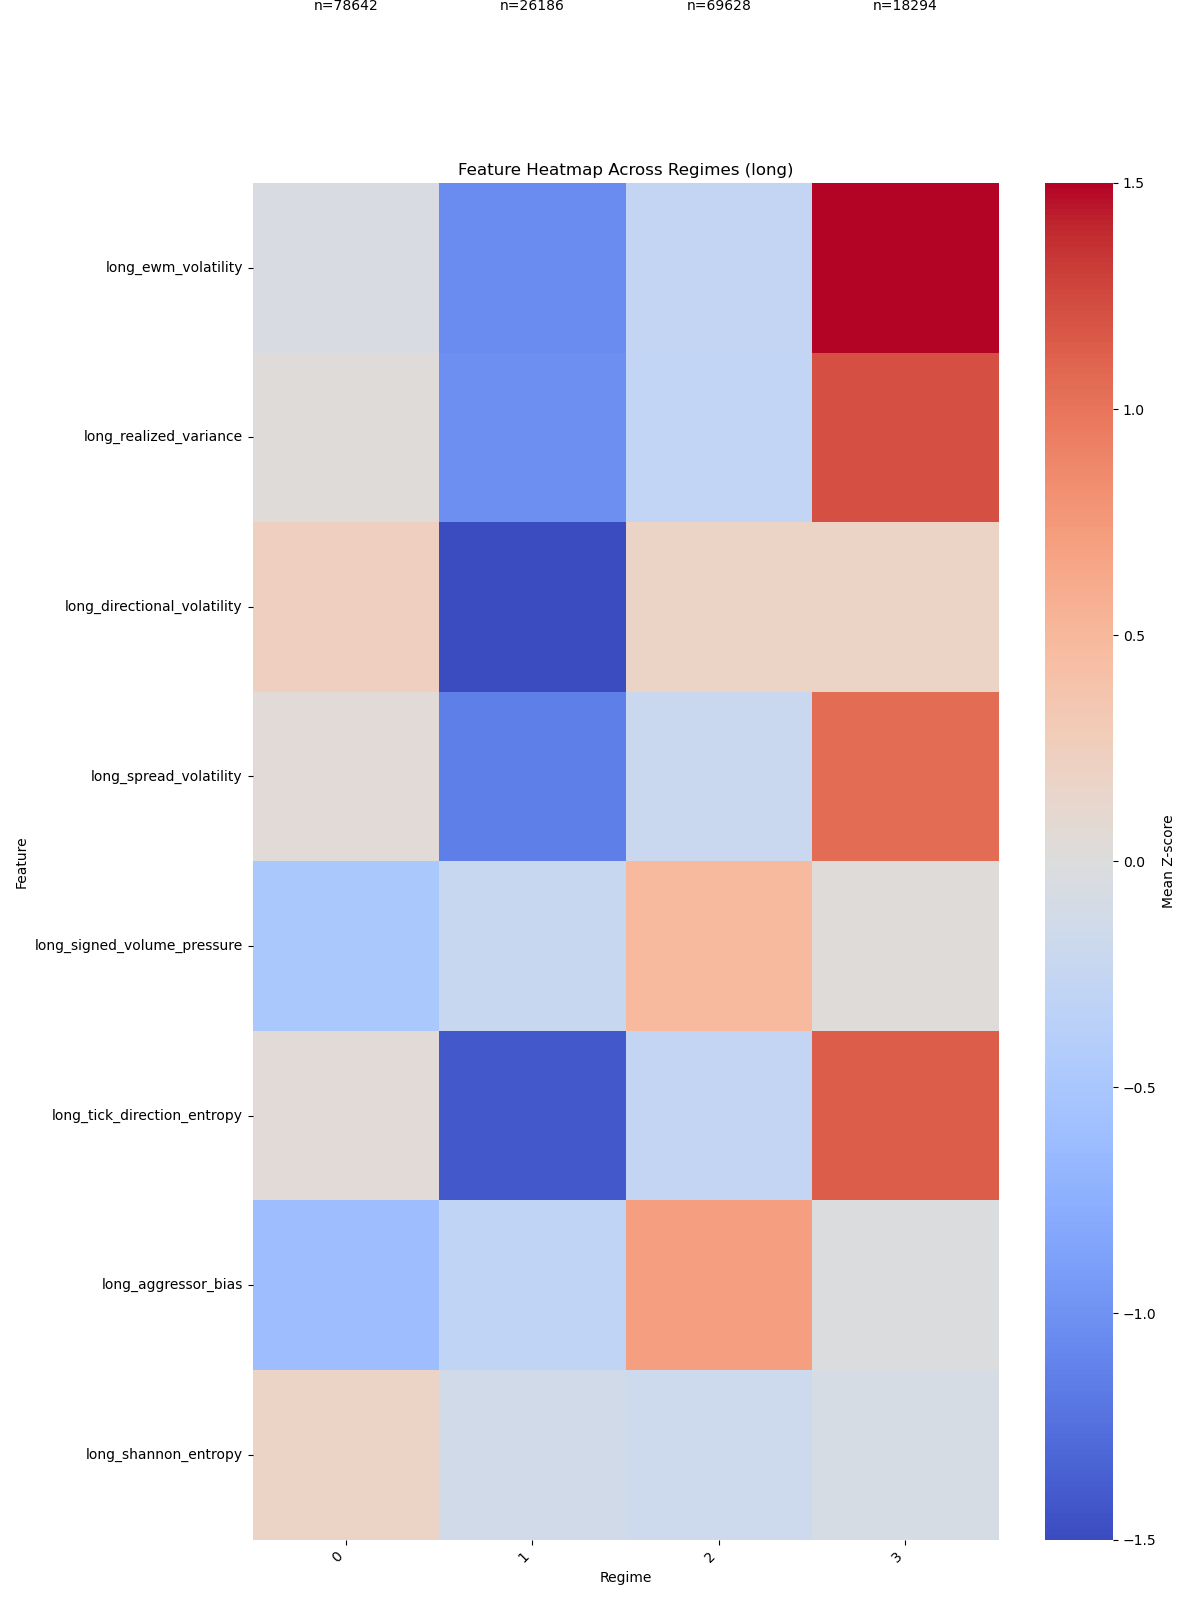 n=78642 n=26186 n=69628 n=18294
Feature Heatmap Across Regimes (long)
long_ewm_volatility
long_realized_variance
long_directional_volatility
long_spread_volatility
long_signed_volume_pressure
long_tick_direction_entropy
long_aggressor_bias
long_shannon_entropy
Feature
0 1 2 3
Regime
1.5
1.0
0.5
0.0
−0.5
−1.0
−1.5
Mean Z-score